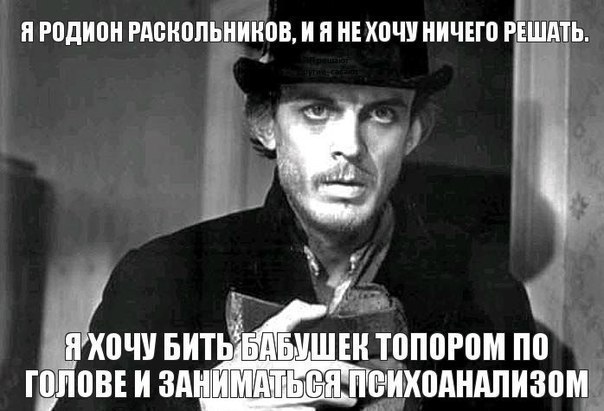 Я РОДИОН РАСКОЛЬНИКОВ, И Я НЕ ХОЧУ НИЧЕГО РЕШАТЬ.
Я ХОЧУ БИТЬ БАБУШЕК ТОПОРОМ ПО
ГОЛОВЕ И ЗАНИМАТЬСЯ ПСИХОАНАЛИЗОМ